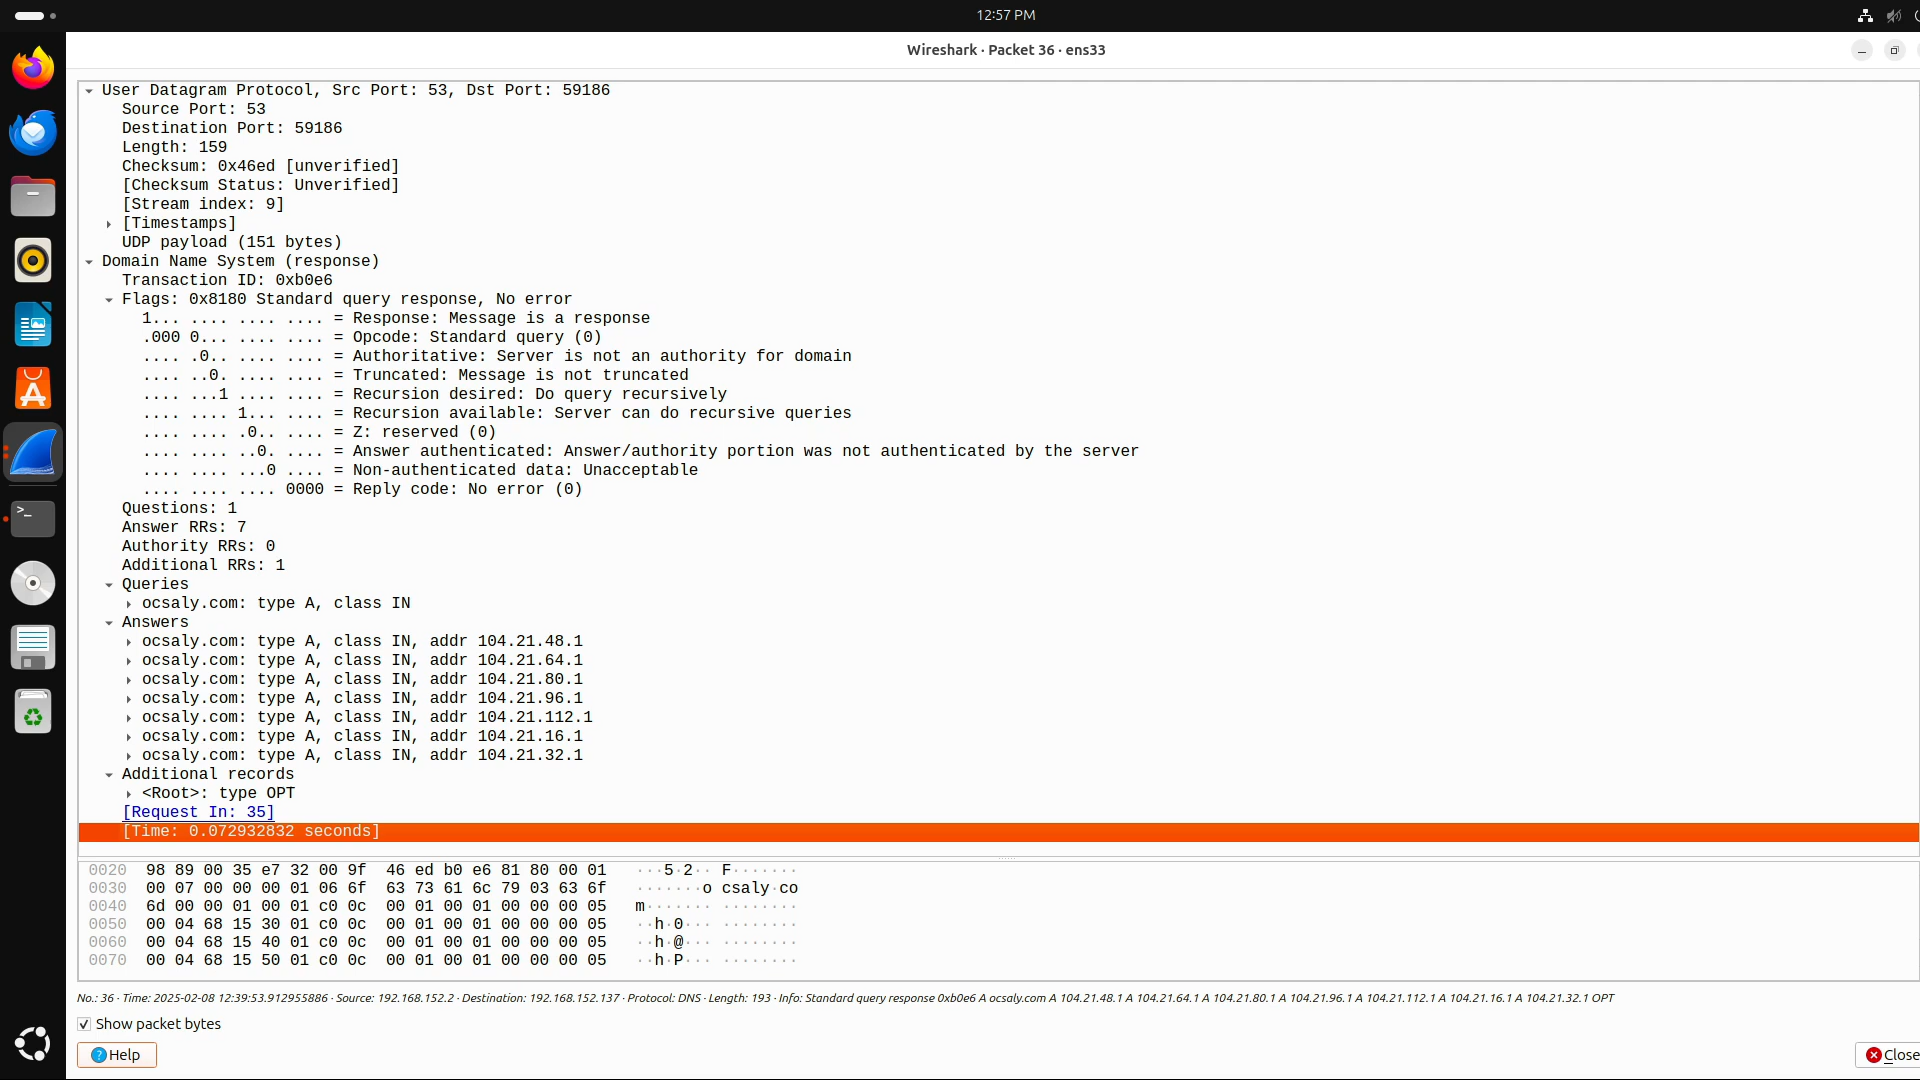 12:57 PM
Wireshark · Packet 36 · ens33
User Datagram Protocol, Src Port: 53, Dst Port: 59186
Source Port: 53
Destination Port: 59186
Length: 159
Checksum: 0x46ed [unverified]
[Checksum Status: Unverified]
[Stream index: 9]
[Timestamps]
UDP payload (151 bytes)
Domain Name System (response)
Transaction ID: 0xb0e6
Flags: 0x8180 Standard query response, No error
1... .... .... .... = Response: Message is a response
.000 0... .... .... = Opcode: Standard query (0)
.... .0.. .... .... = Authoritative: Server is not an authority for domain
.... ..0. .... .... = Truncated: Message is not truncated
.... ...1 .... .... = Recursion desired: Do query recursively
.... .... 1... .... = Recursion available: Server can do recursive queries
.... .... .0.. .... = Z: reserved (0)
.... .... ..0. .... = Answer authenticated: Answer/authority portion was not authenticated by the server
.... .... ...0 .... = Non-authenticated data: Unacceptable
.... .... .... 0000 = Reply code: No error (0)
Questions: 1
Answer RRs: 7
Authority RRs: 0
Additional RRs: 1
Queries
ocsaly.com: type A, class IN
Answers
ocsaly.com: type A, class IN, addr 104.21.48.1
ocsaly.com: type A, class IN, addr 104.21.64.1
ocsaly.com: type A, class IN, addr 104.21.80.1
ocsaly.com: type A, class IN, addr 104.21.96.1
ocsaly.com: type A, class IN, addr 104.21.112.1
ocsaly.com: type A, class IN, addr 104.21.16.1
ocsaly.com: type A, class IN, addr 104.21.32.1
Additional records
<Root>: type OPT
[Request In: 35]
[Time: 0.072932832 seconds]
0020 98 89 00 35 e7 32 00 9f 46 ed b0 e6 81 80 00 01 ···5·2·· F·······
0030 00 07 00 00 00 01 06 6f 63 73 61 6c 79 03 63 6f ·······o csaly·co
0040 6d 00 00 01 00 01 c0 0c 00 01 00 01 00 00 00 05 m······· ········
0050 00 04 68 15 30 01 c0 0c 00 01 00 01 00 00 00 05 ··h·0··· ········
0060 00 04 68 15 40 01 c0 0c 00 01 00 01 00 00 00 05 ··h·@··· ········
0070 00 04 68 15 50 01 c0 0c 00 01 00 01 00 00 00 05 ··h·P··· ········
No.: 36 · Time: 2025-02-08 12:39:53.912955886 · Source: 192.168.152.2 · Destination: 192.168.152.137 · Protocol: DNS · Length: 193 · Info: Standard query response 0xb0e6 A ocsaly.com A 104.21.48.1 A 104.21.64.1 A 104.21.80.1 A 104.21.96.1 A 104.21.112.1 A 104.21.16.1 A 104.21.32.1 OPT
Show packet bytes
Help
Close